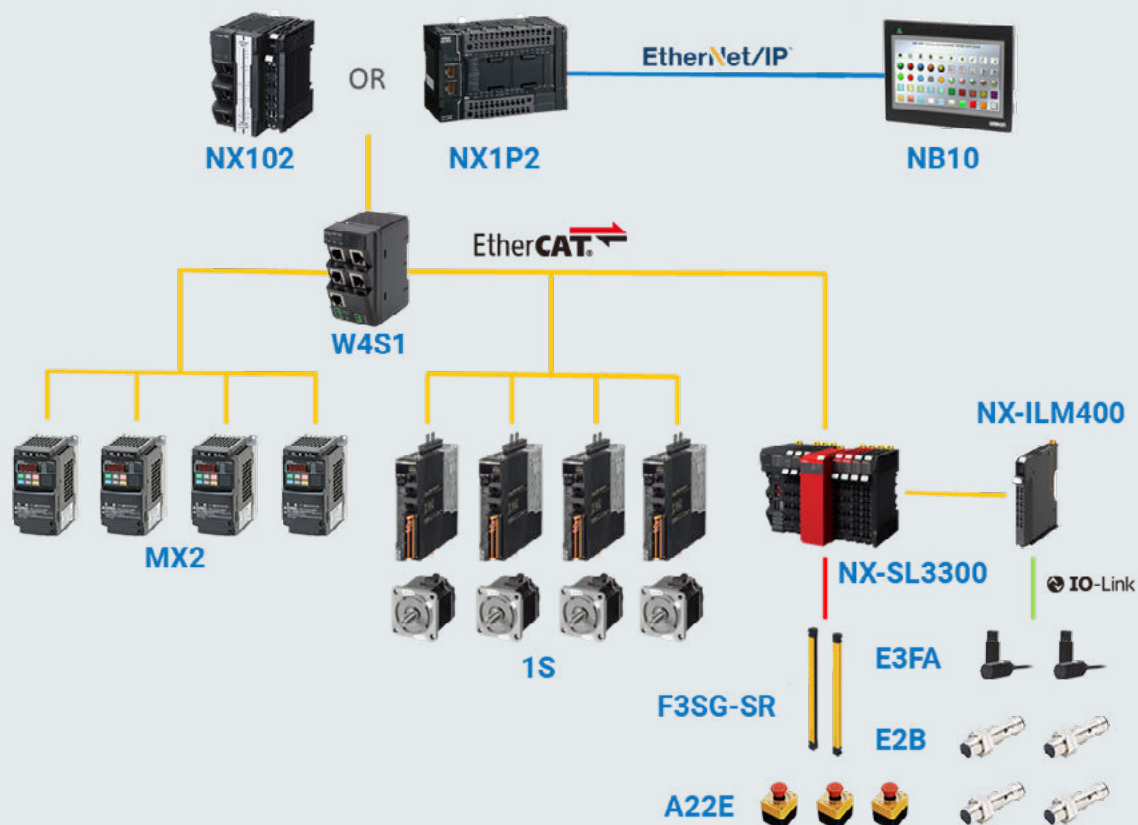 OR
EtherNet/IP
NX102
NX1P2
NB10
EtherCAT®
W4S1
NX-ILM400
MX2
NX-SL3300
IO-Link
1S
E3FA
F3SG-SR
E2B
A22E